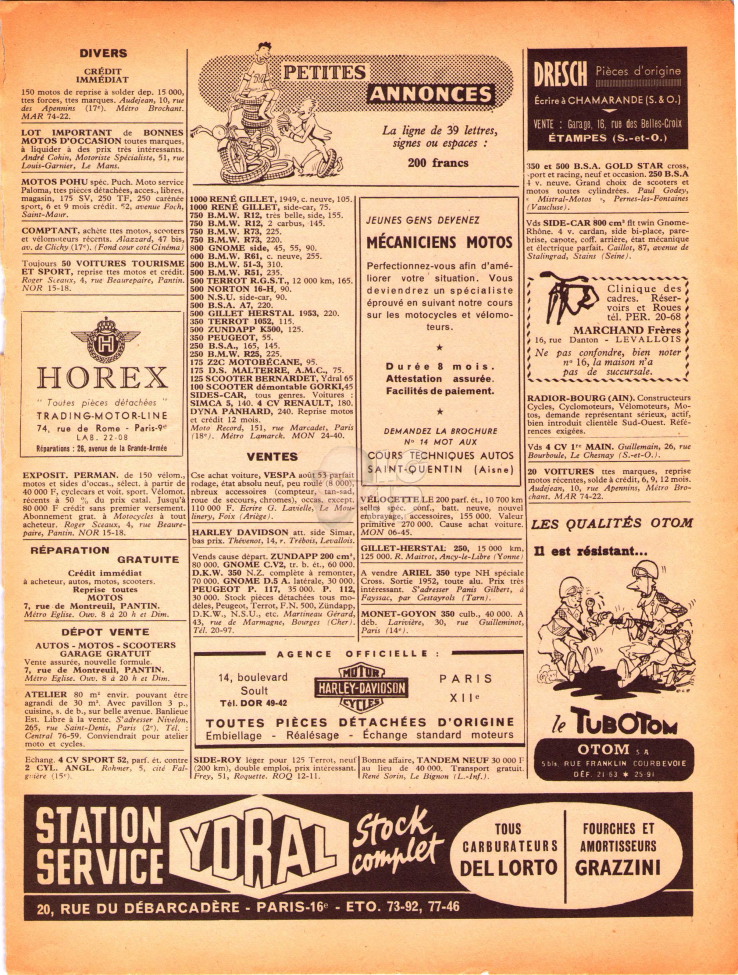 DIVERS
CRÉDIT
IMMÉDIAT
150 motos de reprise à solder dep. 15 000,
ttes forces, ttes marques. Audejean, 10, rue
des Apennins (17e). Métro Brochant.
MAR 74-22.
LOT IMPORTANT de BONNES
MOTOS D'OCCASION toutes marques,
à liquider à des prix très intéressants.
André Cohin, Motoriste Spécialiste, 51, rue
Louis-Garnier, Le Mans.
MOTOS POHU spéc. Puch. Moto service
Paloma, ttes pièces détachées, acces., libres,
magasin, 175 SV, 250 TF, 250 carénée
sport, 6 et 9 mois crédit. 52, avenue Foch,
Saint-Maur.
COMPTANT, achète ttes motos, scooters
et vélomoteurs récents. Alazzard, 47 bis,
av. de Clichy (17e). (Fond cour coté Cinéma)
Toujours 50 VOITURES TOURISME
ET SPORT, reprise ttes motos et crédit.
Roger Sceaux, 4, rue Beaurepaire, Pantin.
NOR 15-18.
HOREX
"Toutes pièces détachées"
TRADING-MOTOR-LINE
74, rue de Rome - Paris-9e
LAB. 22-08
Réparations : 26, avenue de la Grande-Armée
EXPOSIT. PERMAN. de 150 vélom.,
motos et sides d'occas., sélect. à partir de
40 000 F, cyclecars et voit. sport. Vélomot.
récents à 50 % du prix catal. Jusqu'à
80 000 F crédit sans premier versement.
Abonnement grat. à Motocycles à tout
acheteur. Roger Sceaux, 4, rue Beaure-
paire, Pantin. NOR 15-18.
RÉPARATION
GRATUITE
Crédit immédiat
à acheteur, autos, motos, scooters.
Reprise toutes
MOTOS
7, rue de Montreuil, PANTIN.
Métro Eglise. Ouv. 8 à 20 h et Dim.
DÉPOT VENTE
AUTOS - MOTOS - SCOOTERS
GARAGE GRATUIT
Vente assurée, nouvelle formule.
7, rue de Montreuil, PANTIN.
Métro Eglise. Ouv. 8 à 20 h et Dim.
ATELIER 80 m² envir. pouvant être
agrandi de 30 m². Avec pavillon 3 p.,
cuisine, s. de b., sur belle avenue. Banlieue
Est. Libre à la vente. S'adresser Nivelon,
265, rue Saint-Denis, Paris (2e). Tél. :
Central 76-59. Conviendrait pour atelier
moto et cycles.
Echang. 4 CV SPORT 52, parf. ét. contre
2 CYL. ANGL. Rohmer, 5, cité Fal-
guière (15e).
PETITES
ANNONCES
La ligne de 39 lettres,
signes ou espaces :
200 francs
1000 RENÉ GILLET, 1949, c. neuve, 105.
1000 RENÉ GILLET, side-car, 75.
750 B.M.W. R12, très belle, side, 155.
750 B.M.W. R12, 2 carbus, 145.
750 B.M.W. R73, 225.
750 B.M.W. R73, 220.
800 GNOME side, 45, 55, 90.
600 B.M.W. R61, c. neuve, 255.
500 B.M.W. 51-3, 310.
500 B.M.W. R51, 235.
500 TERROT R.G.S.T., 12 000 km, 165.
500 NORTON 16-H, 90.
500 N.S.U. side-car, 90.
500 B.S.A. A7, 220.
500 GILLET HERSTAL 1953, 220.
350 TERROT 1052, 115.
500 ZUNDAPP K500, 125.
350 PEUGEOT, 55.
250 B.S.A., 165, 145.
250 B.M.W. R25, 225.
175 Z2C MOTOBÉCANE, 95.
175 D.S. MALTERRE, A.M.C., 75.
125 SCOOTER BERNARDET, Ydral 65
100 SCOOTER démontable GORKI,45
SIDES-CAR, tous genres. Voitures :
SIMCA 5, 140. 4 CV RENAULT, 180.
DYNA PANHARD, 240. Reprise motos
et crédit 12 mois.
Moto Record, 151, rue Marcadet, Paris
(18e). Métro Lamarck. MON 24-40.
VENTES
Cse achat voiture, VESPA août 53 parfait
rodage, état absolu neuf, peu roulé (8 000),
nbreux accessoires (compteur, tan-sad,
roue de secours, chromes), occas. except.
110 000 F. Ecrire G. Lavielle, Le Mou-
linery, Foix (Ariège).
HARLEY DAVIDSON att. side Simar,
bas prix. Thévenot, 14, r. Trébois, Levallois.
Vends cause départ. ZUNDAPP 200 cm³,
80 000. GNOME C.V2, tr. b. ét., 60 000,
D.K.W. 350 N.Z. complète à remonter,
70 000. GNOME D.5 A. latérale, 30 000.
PEUGEOT P. 117, 35 000. P. 112,
30 000. Stock pièces détachées tous mo-
dèles, Peugeot, Terrot, F.N. 500, Zündapp,
D.K.W., N.S.U., etc. Martineau Gérard,
43, rue de Marmagne, Bourges (Cher).
Tél. 20-97.
JEUNES GENS DEVENEZ
MÉCANICIENS MOTOS
Perfectionnez-vous afin d'amé-
liorer votre situation. Vous
deviendrez un spécialiste
éprouvé en suivant notre cours
sur les motocycles et vélomo-
teurs.
Durée 8 mois.
Attestation assurée.
Facilités de paiement.
DEMANDEZ LA BROCHURE
N° 14 MOT AUX
COURS TECHNIQUES AUTOS
SAINT-QUENTIN (Aisne)
VÉLOCETTE LE 200 parf. ét., 10 700 km
selles spéc. conf., batt. neuve, nouvel
embrayage, accessoires, 155 000. Valeur
primitive 270 000. Cause achat voiture.
MON 06-45.
GILLET-HERSTAL 250, 15 000 km,
125 000. R. Maitrot, Ancy-le-Libre (Yonne)
A vendre ARIEL 350 type NH spéciale
Cross. Sortie 1952, toute alu. Prix très
intéressant. S'adresser Panis Gilbert, à
Fayssac, par Cestayrols (Tarn).
MONET-GOYON 350 culb., 40 000. A
déb. Larivière, 30, rue Guilleminot,
Paris (14e).
AGENCE OFFICIELLE :
14, boulevard
Soult
Tél. DOR 49-42
MOTOR
HARLEY-DAVIDSON
CYCLES
PARIS
XIIe
TOUTES PIÈCES DÉTACHÉES D'ORIGINE
Embiellage - Réalésage - Échange standard moteurs
SIDE-ROY léger pour 125 Terrot, neuf
(200 km), double emploi, prix intéressant.
Frey, 51, Roquette. ROQ 12-11.
Bonne affaire, TANDEM NEUF 30 000 F
au lieu de 40 000. Transport gratuit.
René Sorin, Le Bignon (L.-Inf.).
DRESCH Pièces d'origine
Écrire à CHAMARANDE (S. & O.)
VENTE : Garage, 16, rue des Belles-Croix
ÉTAMPES (S.-et-O.)
350 et 500 B.S.A. GOLD STAR cross,
sport et racing, neuf et occasion. 250 B.S.A
4 v. neuve. Grand choix de scooters et
motos toutes cylindrées. Paul Godey,
« Mistral-Motos », Pernes-les-Fontaines
(Vaucluse).
Vds SIDE-CAR 800 cm³ flt twin Gnome-
Rhône. 4 v. cardan, side bi-place, pare-
brise, capote, coff. arrière, état mécanique
et électrique parfait. Caillot, 87, avenue de
Stalingrad, Stains (Seine).
Clinique des
cadres. Réser-
voirs et Roues
tél. PER. 20-68
MARCHAND Frères
16, rue Danton - LEVALLOIS
Ne pas confondre, bien noter
n° 16, la maison n'a
pas de succursale.
RADIOR-BOURG (AIN). Constructeurs
Cycles, Cyclomoteurs, Vélomoteurs, Mo-
tos, demande représentant sérieux, actif,
bien introduit clientèle Sud-Ouest. Réfé-
rences exigées.
Vds 4 CV 1re MAIN. Guillemain, 26, rue
Bourboule, Le Chesnay (S.-et-O.).
20 VOITURES ttes marques, reprise
motos récentes, solde à crédit, 6, 9, 12 mois.
Audéjean, 10, rue Apennins, Métro Bro-
chant. MAR 74-22.
LES QUALITÉS OTOM
Il est résistant...
le TUBOTOM
OTOM S.A.
5 bis, RUE FRANKLIN COURBEVOIE
DÉF. 21-63 ★ 25-91
STATION
SERVICE
YDRAL
Stock
complet
TOUS
CARBURATEURS
DEL LORTO
FOURCHES ET
AMORTISSEURS
GRAZZINI
20, RUE DU DÉBARCADÈRE - PARIS-16e - ETO. 73-92, 77-46